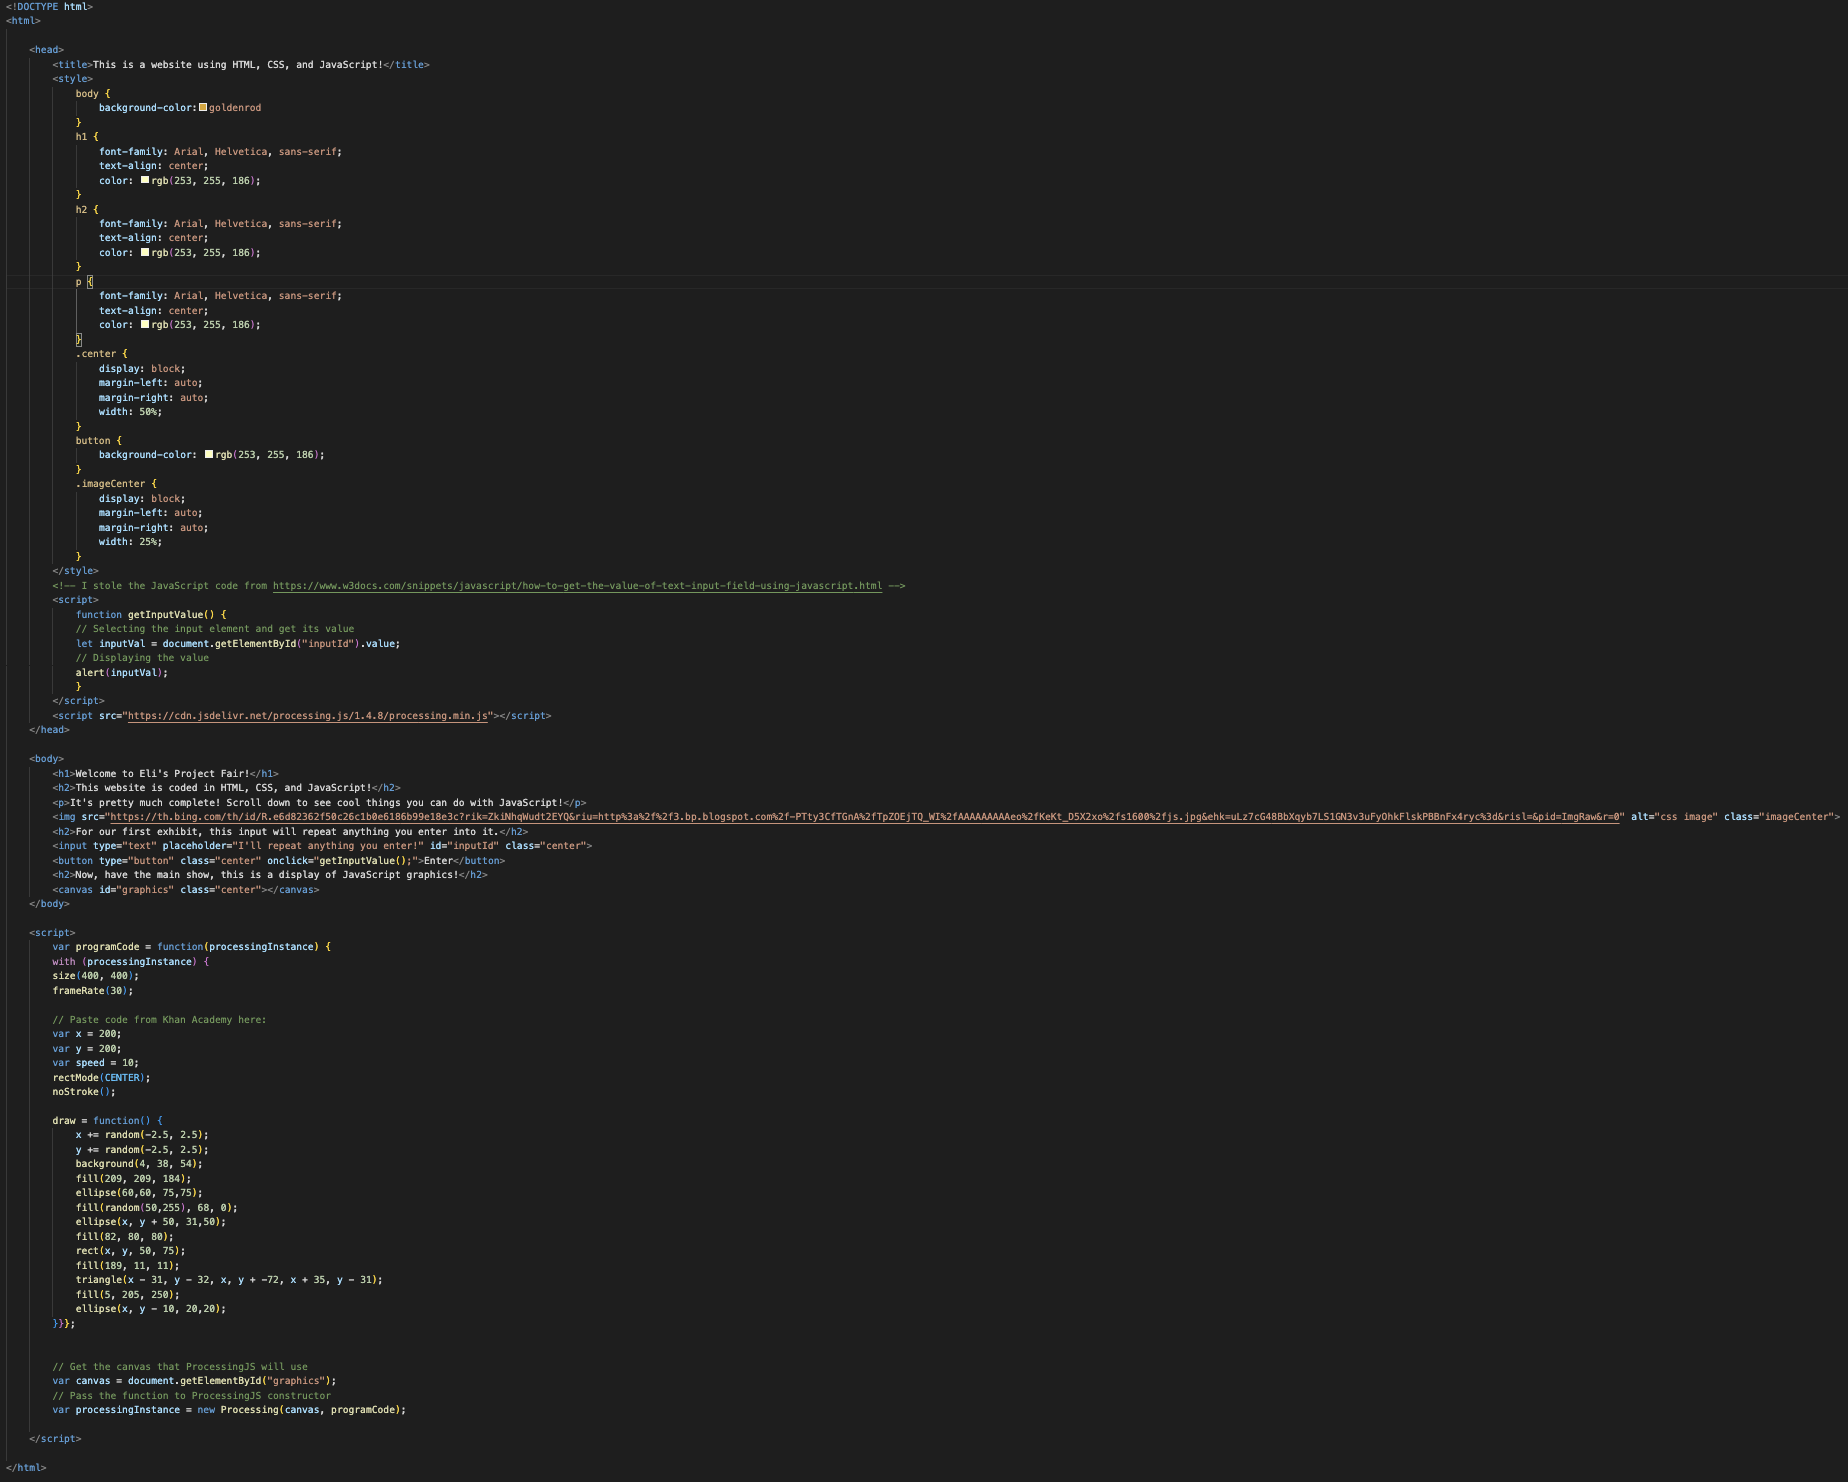 <!DOCTYPE html>
<html>
<head>
<title>This is a website using HTML, CSS, and JavaScript!</title>
<style>
body {
background-color: goldenrod
}
h1 {
font-family: Arial, Helvetica, sans-serif;
text-align: center;
color: rgb(253, 255, 186);
}
h2 {
font-family: Arial, Helvetica, sans-serif;
text-align: center;
color: rgb(253, 255, 186);
}
p {
font-family: Arial, Helvetica, sans-serif;
text-align: center;
color: rgb(253, 255, 186);
}
.center {
display: block;
margin-left: auto;
margin-right: auto;
width: 50%;
}
button {
background-color: rgb(253, 255, 186);
}
.imageCenter {
display: block;
margin-left: auto;
margin-right: auto;
width: 25%;
}
</style>
<!-- I stole the JavaScript code from https://www.w3docs.com/snippets/javascript/how-to-get-the-value-of-text-input-field-using-javascript.html -->
<script>
function getInputValue() {
// Selecting the input element and get its value
let inputVal = document.getElementById("inputId").value;
// Displaying the value
alert(inputVal);
}
</script>
<script src="https://cdn.jsdelivr.net/processing.js/1.4.8/processing.min.js"></script>
</head>
<body>
<h1>Welcome to Eli's Project Fair!</h1>
<h2>This website is coded in HTML, CSS, and JavaScript!</h2>
<p>It's pretty much complete! Scroll down to see cool things you can do with JavaScript!</p>
<img src="https://th.bing.com/th/id/R.e6d82362f50c26c1b0e6186b99e18e3c?rik=ZkiNhqWudt2EYQ&riu=http%3a%2f%2f3.bp.blogspot.com%2f-PTty3CfTGnA%2fTpZOEjTQ_WI%2fAAAAAAAAAeo%2fKeKt_D5X2xo%2fs1600%2fjs.jpg&ehk=uLz7cG48BbXqyb7LS1GN3v3uFyOhkFlskPBBnFx4ryc%3d&risl=&pid=ImgRaw&r=0" alt="css image" class="imageCenter">
<h2>For our first exhibit, this input will repeat anything you enter into it.</h2>
<input type="text" placeholder="I'll repeat anything you enter!" id="inputId" class="center">
<button type="button" class="center" onclick="getInputValue();">Enter</button>
<h2>Now, have the main show, this is a display of JavaScript graphics!</h2>
<canvas id="graphics" class="center"></canvas>
</body>
<script>
var programCode = function(processingInstance) {
with (processingInstance) {
size(400, 400);
frameRate(30);
// Paste code from Khan Academy here:
var x = 200;
var y = 200;
var speed = 10;
rectMode(CENTER);
noStroke();
draw = function() {
x += random(-2.5, 2.5);
y += random(-2.5, 2.5);
background(4, 38, 54);
fill(209, 209, 184);
ellipse(60,60, 75,75);
fill(random(50,255), 68, 0);
ellipse(x, y + 50, 31,50);
fill(82, 80, 80);
rect(x, y, 50, 75);
fill(189, 11, 11);
triangle(x - 31, y - 32, x, y + -72, x + 35, y - 31);
fill(5, 205, 250);
ellipse(x, y - 10, 20,20);
}}};
// Get the canvas that ProcessingJS will use
var canvas = document.getElementById("graphics");
// Pass the function to ProcessingJS constructor
var processingInstance = new Processing(canvas, programCode);
</script>
</html>